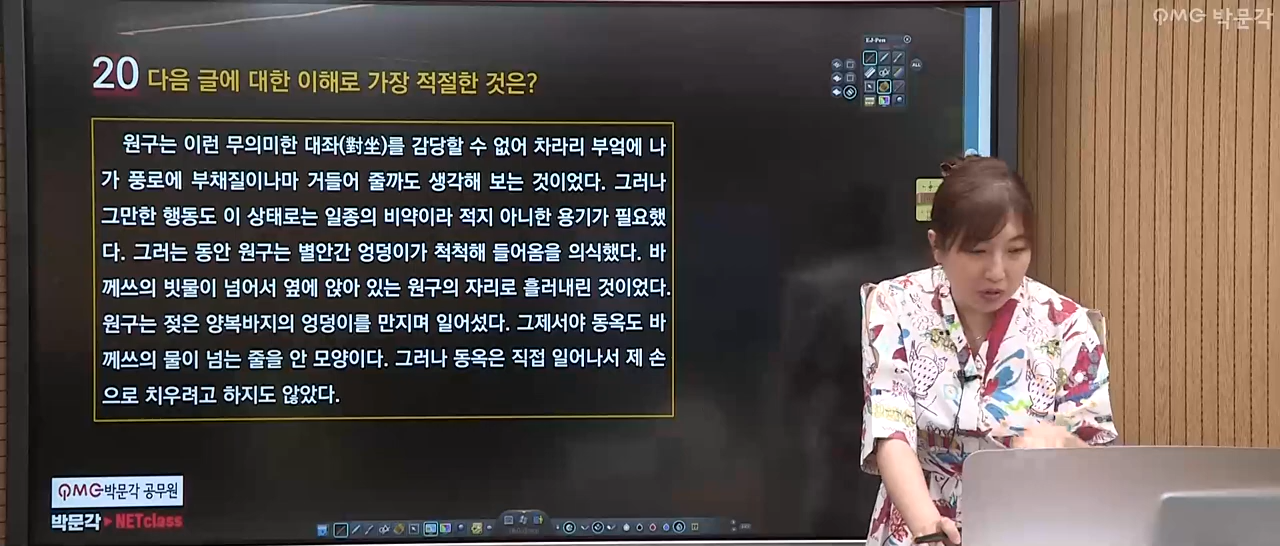 QMG 박문각
EJ-Pen
ALL
20 다음 글에 대한 이해로 가장 적절한 것은?
원구는 이런 무의미한 대좌(對坐)를 감당할 수 없어 차라리 부엌에 나
가 풍로에 부채질이나마 거들어 줄까도 생각해 보는 것이었다. 그러나
그만한 행동도 이 상태로는 일종의 비약이라 적지 아니한 용기가 필요했
다. 그러는 동안 원구는 별안간 엉덩이가 척척해 들어옴을 의식했다. 바
께쓰의 빗물이 넘어서 옆에 앉아 있는 원구의 자리로 흘러내린 것이었다.
원구는 젖은 양복바지의 엉덩이를 만지며 일어섰다. 그제서야 동옥도 바
께쓰의 물이 넘는 줄을 안 모양이다. 그러나 동옥은 직접 일어나서 제 손
으로 치우려고 하지도 않았다.
QMG박문각 공무원
박문각 NETclass